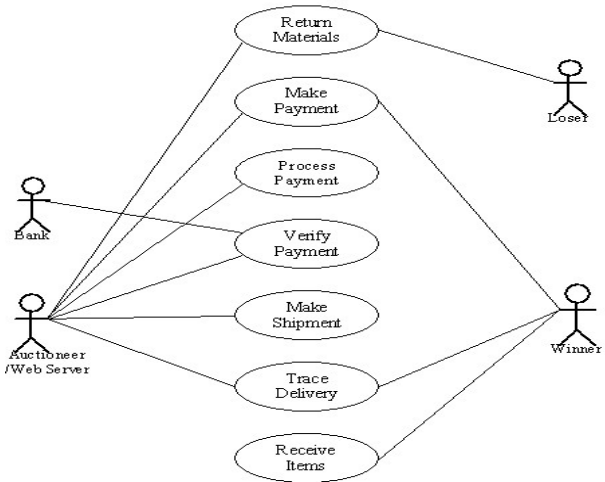 Return
Materials
Make
Payment
Loser
Process
Payment
Bank
Verify
Payment
Make
Shipment
Auctioneer
/Web Server
Winner
Trace
Delivery
Receive
Items